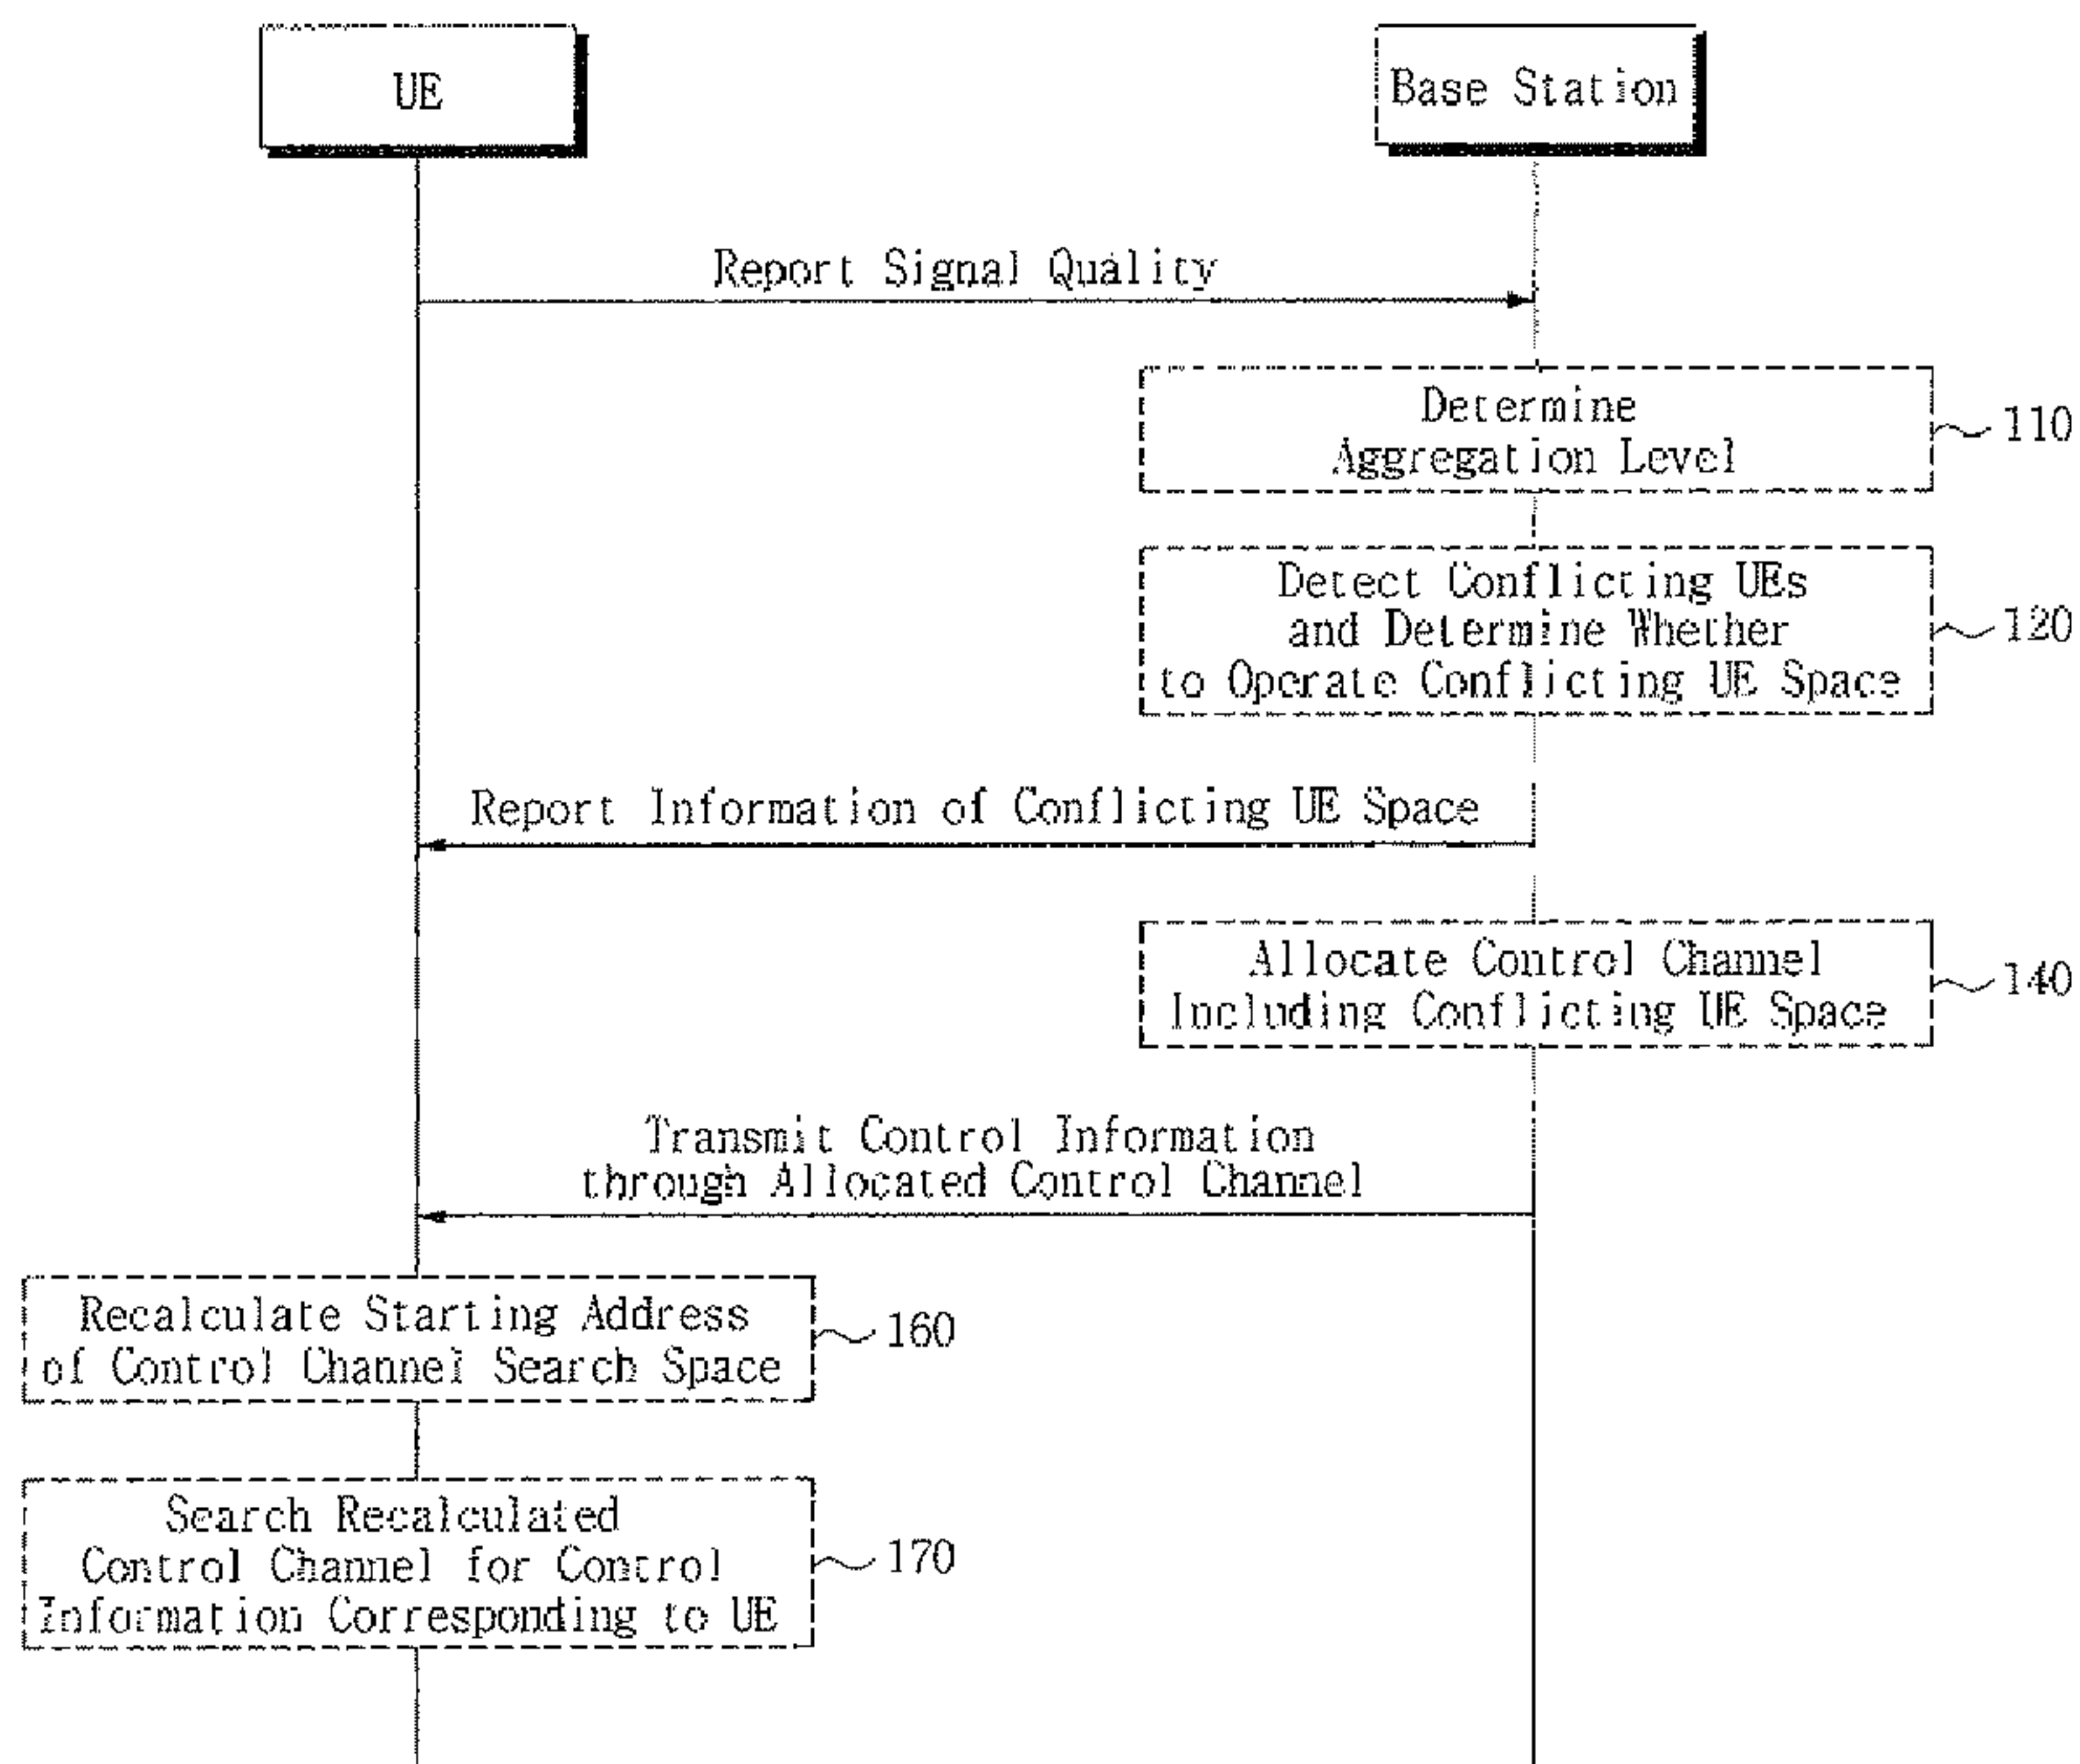 UE
Base Station
Report Signal Quality
Determine
Aggregation Level
110
Detect Conflicting UEs
and Determine Whether
to Operate Conflicting UE Space
120
Report Information of Conflicting UE Space
Allocate Control Channel
Including Conflicting UE Space
140
Transmit Control Information
through Allocated Control Channel
Recalculate Starting Address
of Control Channel Search Space
160
Search Recalculated
Control Channel for Control
Information Corresponding to UE
170